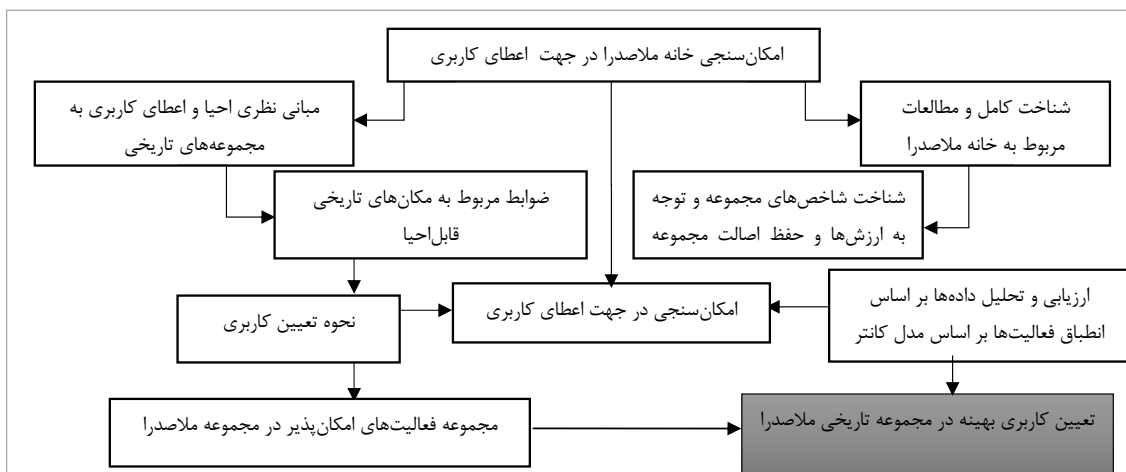 امکان‌سنجی خانه ملاصدرا در جهت اعطای کاربری
شناخت کامل و مطالعات
مربوط به خانه ملاصدرا
مبانی نظری احیا و اعطای کاربری به
مجموعه‌های تاریخی
شناخت شاخص‌های مجموعه و توجه
به ارزش‌ها و حفظ اصالت مجموعه
ضوابط مربوط به مکان‌های تاریخی
قابل‌احیا
ارزیابی و تحلیل داده‌ها بر اساس
انطباق فعالیت‌ها بر اساس مدل کانتر
امکان‌سنجی در جهت اعطای کاربری
نحوه تعیین کاربری
تعیین کاربری بهینه در مجموعه تاریخی ملاصدرا
مجموعه فعالیت‌های امکان‌پذیر در مجموعه ملاصدرا